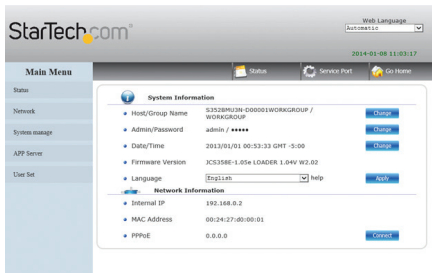 StarTech.com
Web Language
Automatic
2014-01-08 11:03:17
Main Menu
Status
Service Port
Go Home
Status
Network
System manage
APP Server
User Set
System Information
Host/Group Name
S352BMU3N-D00001WORKGROUP / WORKGROUP
Change
Admin/Password
admin / •••••
Change
Date/Time
2013/01/01 00:53:33 GMT -5:00
Change
Firmware Version
JCS358E-1.05e LOADER 1.04V W2.02
Language
English
help
Apply
Network Information
Internal IP
192.168.0.2
MAC Address
00:24:27:d0:00:01
PPPoE
0.0.0.0
Connect